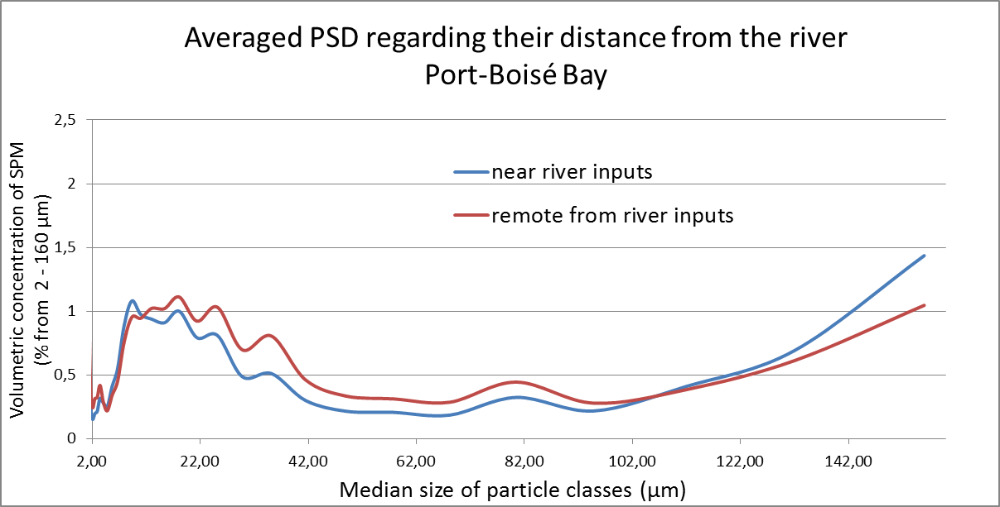 Averaged PSD regarding their distance from the river
Port-Boisé Bay
Volumetric concentration of SPM
(% from 2 - 160 µm)
2,5
2
1,5
1
0,5
0
near river inputs
remote from river inputs
2,00 22,00 42,00 62,00 82,00 102,00 122,00 142,00
Median size of particle classes (µm)